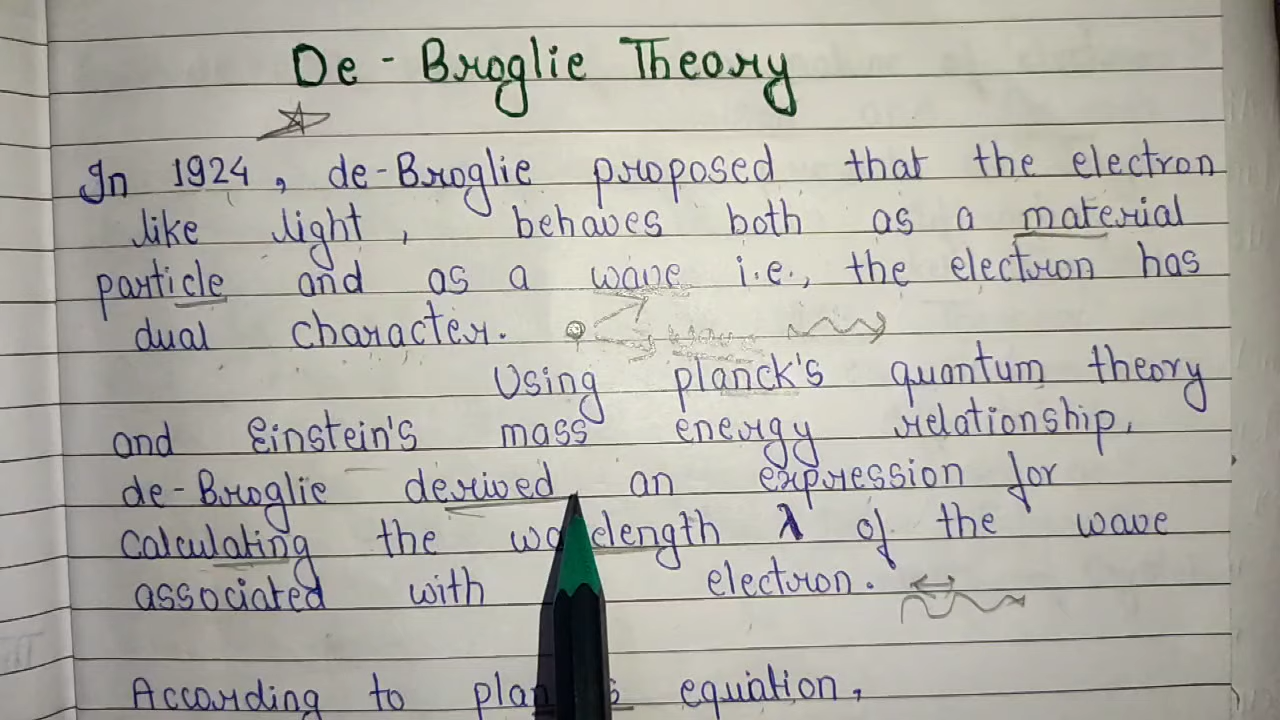 De-Broglie Theory
In 1924, de-Broglie proposed that the electron
like light, behaves both as a material
particle and as a wave i.e., the electron has
dual character.
Using planck's quantum theory
and Einstein's mass energy relationship,
de-Broglie derived an expression for
calculating the wavelength λ of the wave
associated with electron.
According to equation,